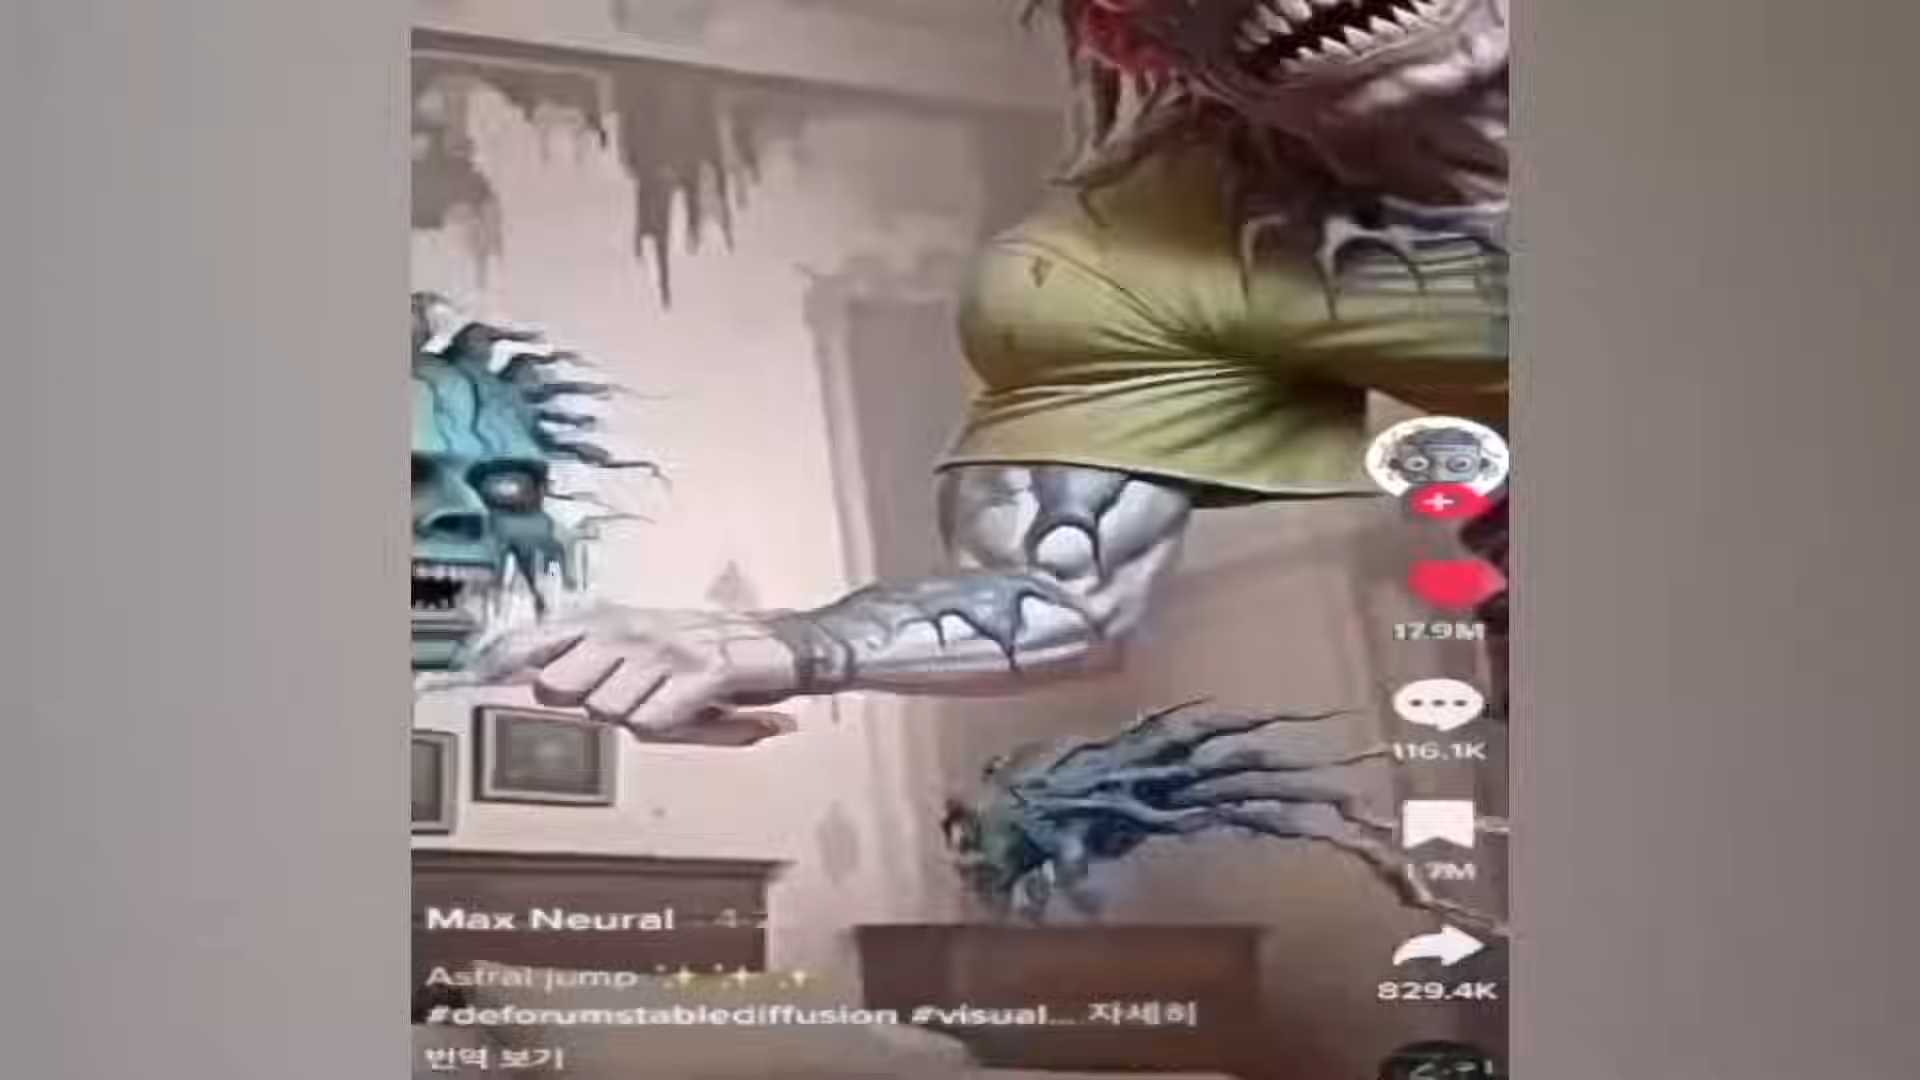 17.9M
116.1K
829.4K
Max Neural
Astral jump
#deforumstablediffusion #visual... 자세히
번역 보기